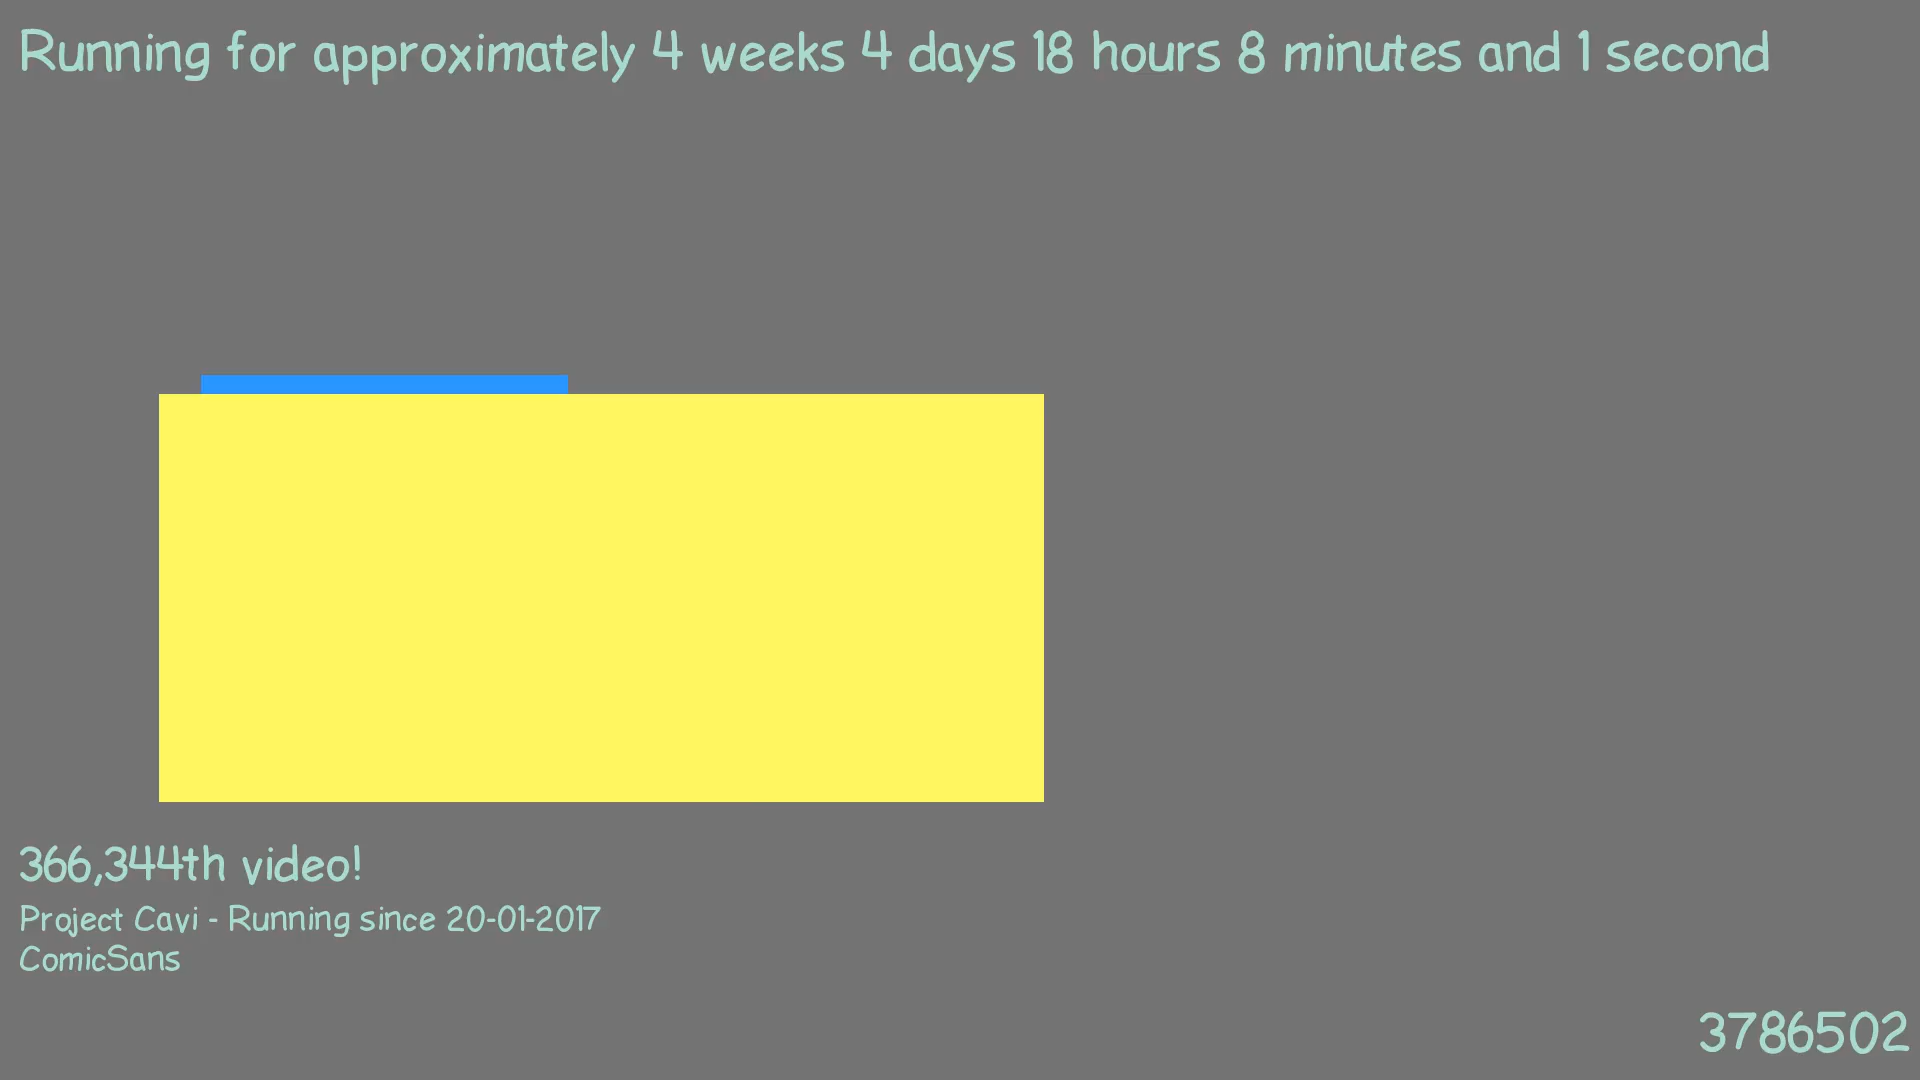 Running for approximately 4 weeks 4 days 18 hours 8 minutes and 1 second
366,344th video!
Project Cavi - Running since 20-01-2017
ComicSans
3786502